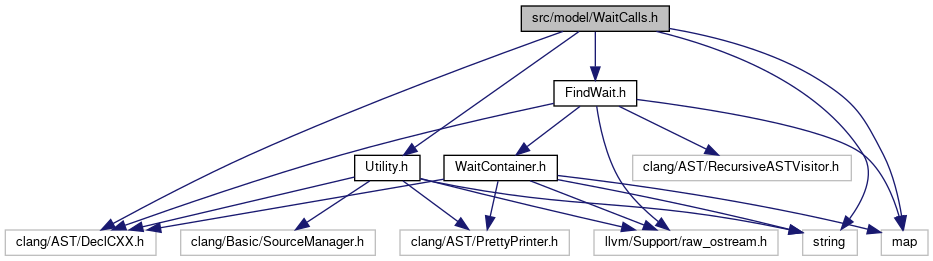 src/model/WaitCalls.h
FindWait.h
Utility.h
WaitContainer.h
clang/AST/RecursiveASTVisitor.h
clang/AST/DeclCXX.h
clang/Basic/SourceManager.h
clang/AST/PrettyPrinter.h
llvm/Support/raw_ostream.h
string
map